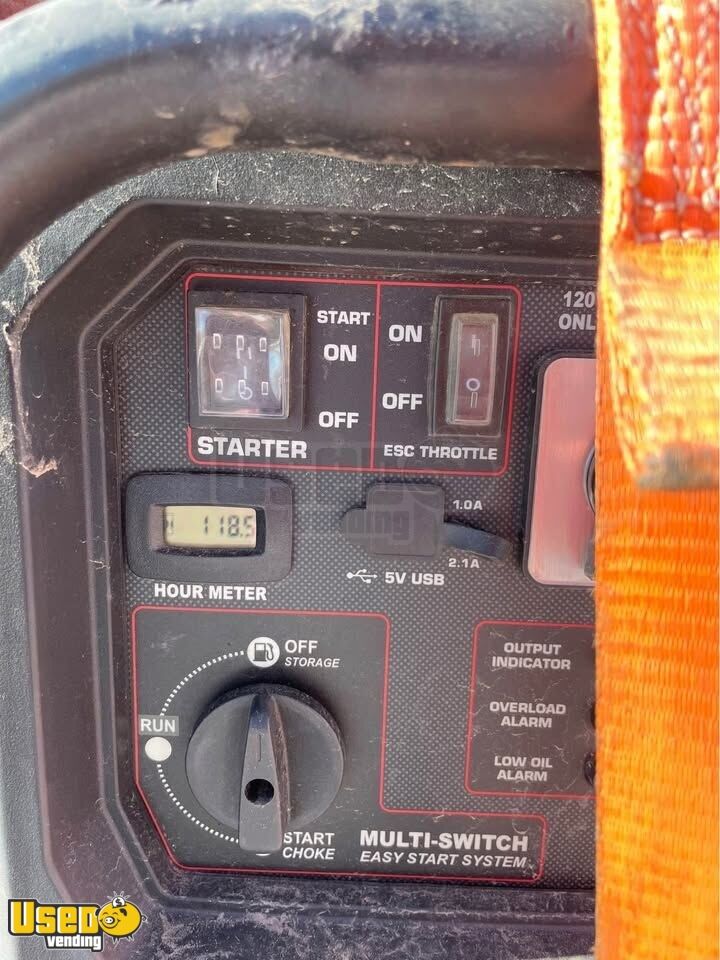 START
ON
OFF
STARTER
ON
OFF
ESC THROTTLE
120
ONL
118.5
HOUR METER
1.0A
2.1A
5V USB
OFF
STORAGE
RUN
START
CHOKE
MULTI-SWITCH
EASY START SYSTEM
OUTPUT
INDICATOR
OVERLOAD
ALARM
LOW OIL
ALARM
Used
vending